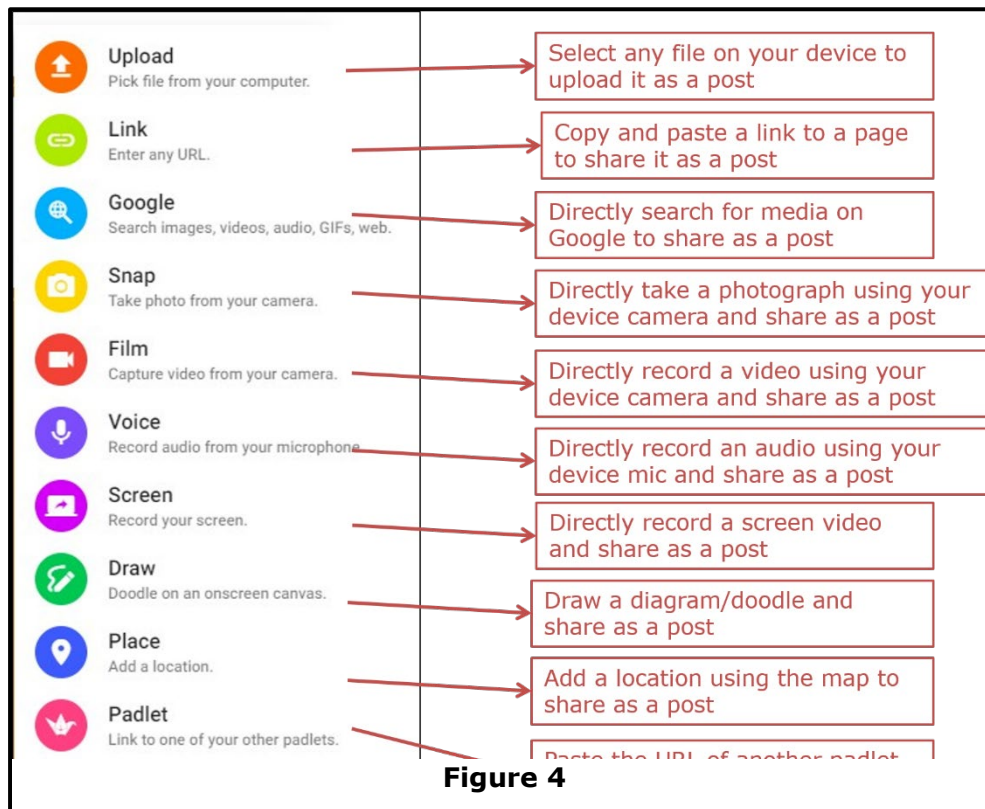 Upload
Pick file from your computer.
Select any file on your device to
upload it as a post
Link
Enter any URL.
Copy and paste a link to a page
to share it as a post
Google
Search images, videos, audio, GIFs, web.
Directly search for media on
Google to share as a post
Snap
Take photo from your camera.
Directly take a photograph using your
device camera and share as a post
Film
Capture video from your camera.
Directly record a video using your
device camera and share as a post
Voice
Record audio from your microphone
Directly record an audio using your
device mic and share as a post
Screen
Record your screen.
Directly record a screen video
and share as a post
Draw
Doodle on an onscreen canvas.
Draw a diagram/doodle and
share as a post
Place
Add a location.
Add a location using the map to
share as a post
Padlet
Link to one of your other padlets.
Paste the URL of another padlet
Figure 4